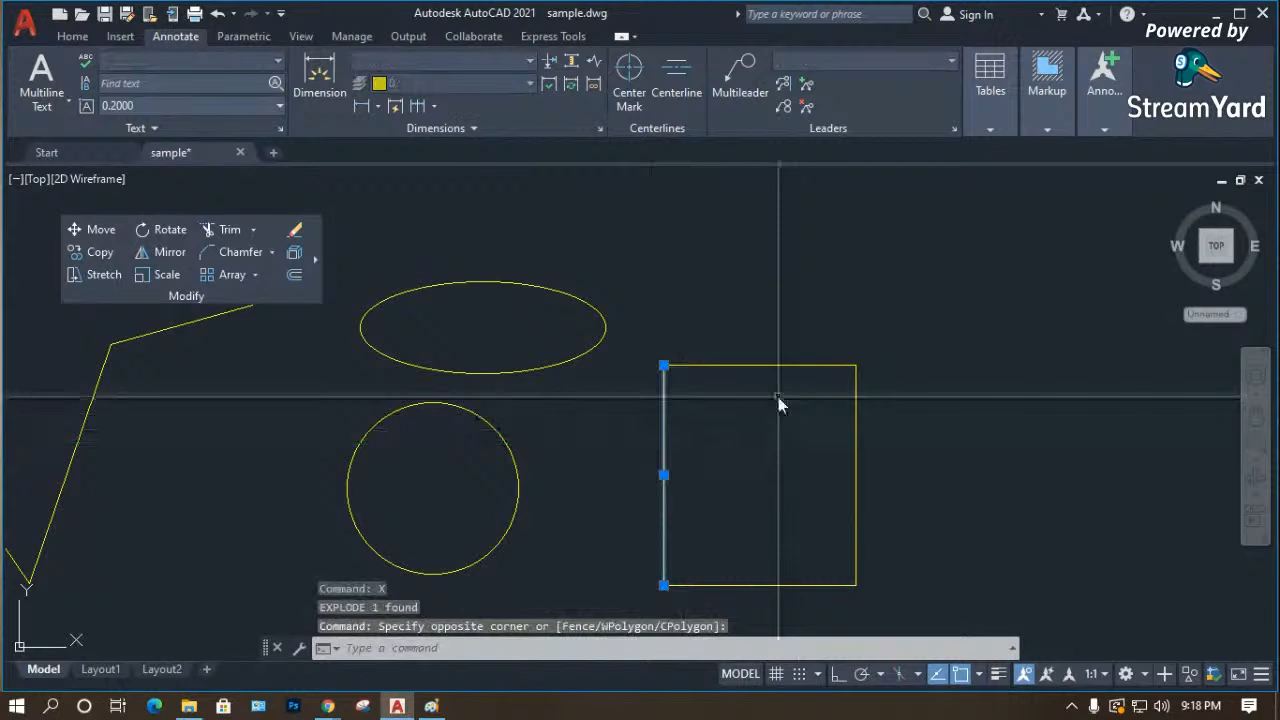 Autodesk AutoCAD 2021 sample.dwg
Type a keyword or phrase
Sign In
Powered by
StreamYard
Home Insert Annotate Parametric View Manage Output Collaborate Express Tools
Multiline
Text
ABC
Find text
0.2000
Text
Dimension
Dimensions
Center
Mark
Centerline
Centerlines
Multileader
Leaders
Tables
Markup
Anno...
Start
sample*
[−][Top][2D Wireframe]
Move Rotate Trim
Copy Mirror Chamfer
Stretch Scale Array
Modify
N
W TOP E
S
Unnamed
Y
X
Command: X
EXPLODE 1 found
Command: Specify opposite corner or [Fence/WPolygon/CPolygon]:
Type a command
Model Layout1 Layout2
MODEL
1:1
9:18 PM